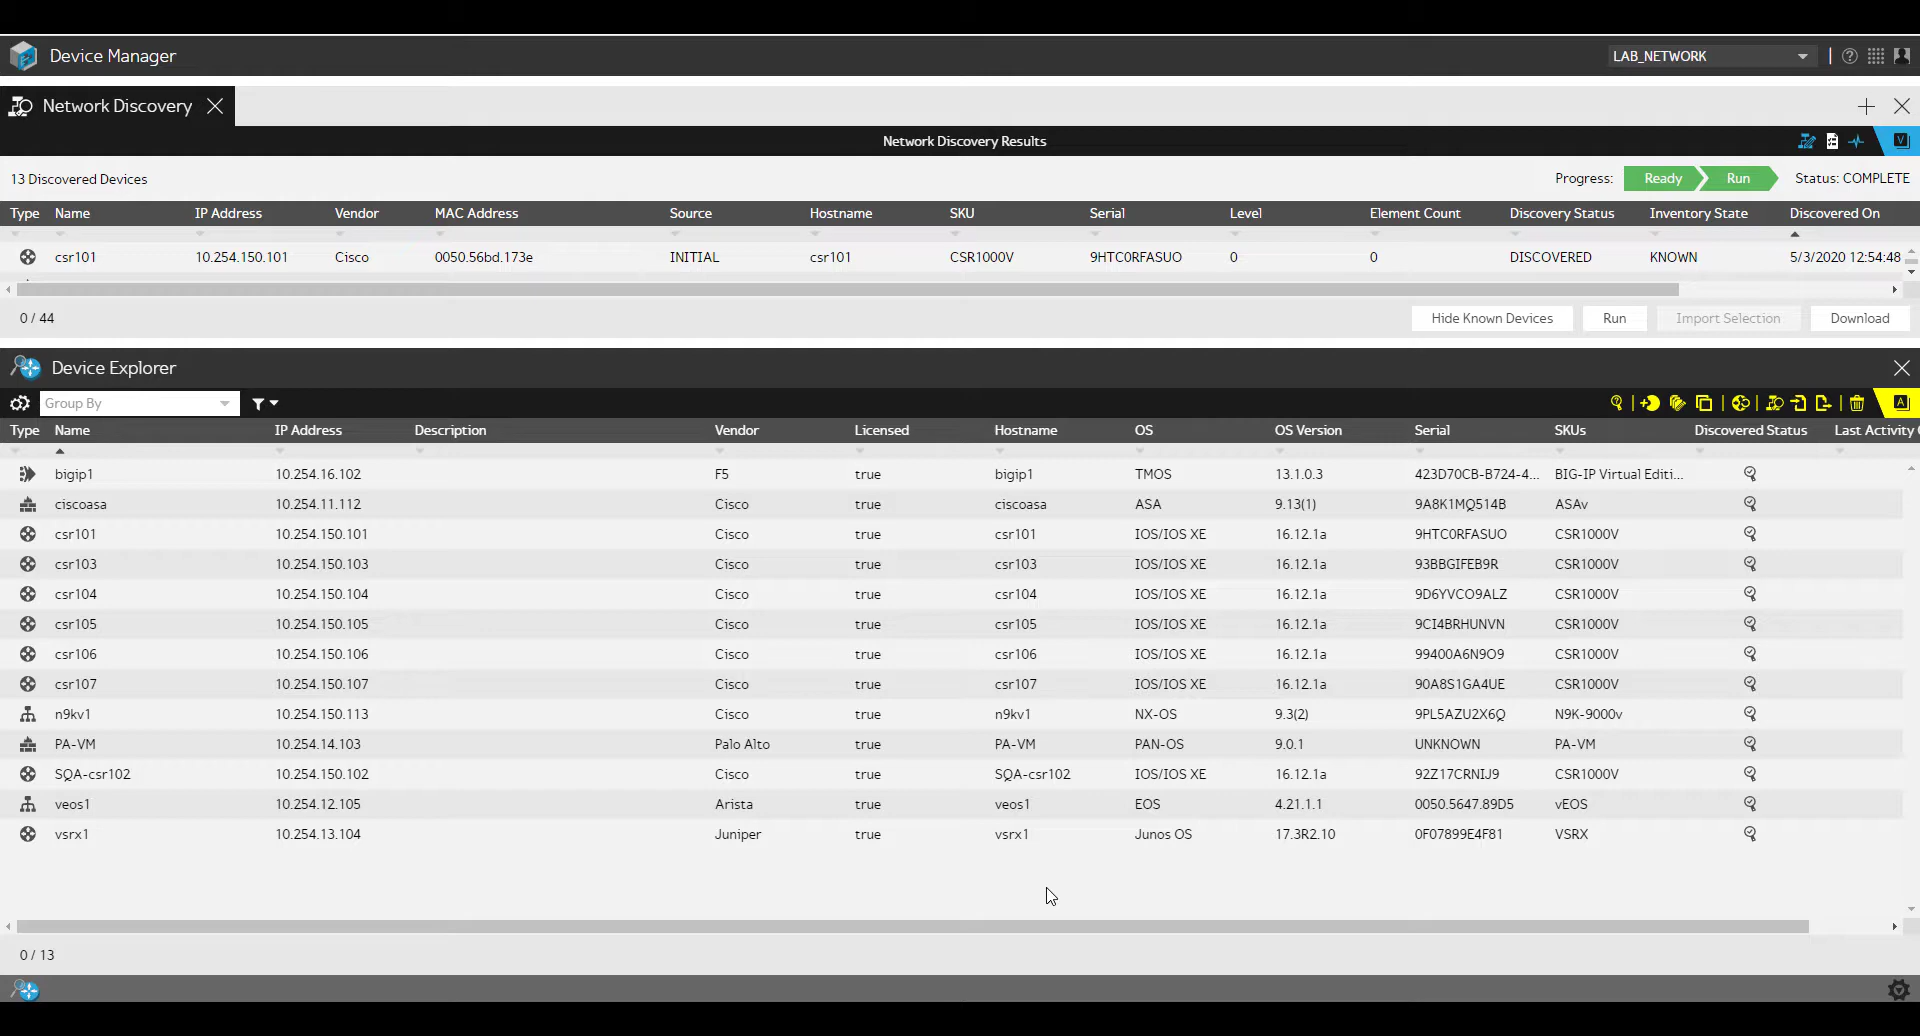 Device Manager LAB_NETWORK
Network Discovery
Network Discovery Results
13 Discovered Devices Progress: Ready Run Status: COMPLETE
Type Name IP Address Vendor MAC Address Source Hostname SKU Serial Level Element Count Discovery Status Inventory State Discovered On
csr101 10.254.150.101 Cisco 0050.56bd.173e INITIAL csr101 CSR1000V 9HTC0RFASUO 0 0 DISCOVERED KNOWN 5/3/2020 12:54:48
0 / 44 Hide Known Devices Run Import Selection Download
Device Explorer
Group By A
Type Name IP Address Description Vendor Licensed Hostname OS OS Version Serial SKUs Discovered Status Last Activity
bigip1 10.254.16.102 F5 true bigip1 TMOS 13.1.0.3 423D70CB-B724-4... BIG-IP Virtual Editi...
ciscoasa 10.254.11.112 Cisco true ciscoasa ASA 9.13(1) 9A8K1MQ514B ASAv
csr101 10.254.150.101 Cisco true csr101 IOS/IOS XE 16.12.1a 9HTC0RFASUO CSR1000V
csr103 10.254.150.103 Cisco true csr103 IOS/IOS XE 16.12.1a 93BBGIFEB9R CSR1000V
csr104 10.254.150.104 Cisco true csr104 IOS/IOS XE 16.12.1a 9D6YVCO9ALZ CSR1000V
csr105 10.254.150.105 Cisco true csr105 IOS/IOS XE 16.12.1a 9CI4BRHUNVN CSR1000V
csr106 10.254.150.106 Cisco true csr106 IOS/IOS XE 16.12.1a 99400A6N9O9 CSR1000V
csr107 10.254.150.107 Cisco true csr107 IOS/IOS XE 16.12.1a 90A8S1GA4UE CSR1000V
n9kv1 10.254.150.113 Cisco true n9kv1 NX-OS 9.3(2) 9PL5AZU2X6Q N9K-9000v
PA-VM 10.254.14.103 Palo Alto true PA-VM PAN-OS 9.0.1 UNKNOWN PA-VM
SQA-csr102 10.254.150.102 Cisco true SQA-csr102 IOS/IOS XE 16.12.1a 92Z17CRNIJ9 CSR1000V
veos1 10.254.12.105 Arista true veos1 EOS 4.21.1.1 0050.5647.89D5 vEOS
vsrx1 10.254.13.104 Juniper true vsrx1 Junos OS 17.3R2.10 0F07899E4F81 VSRX
0 / 13